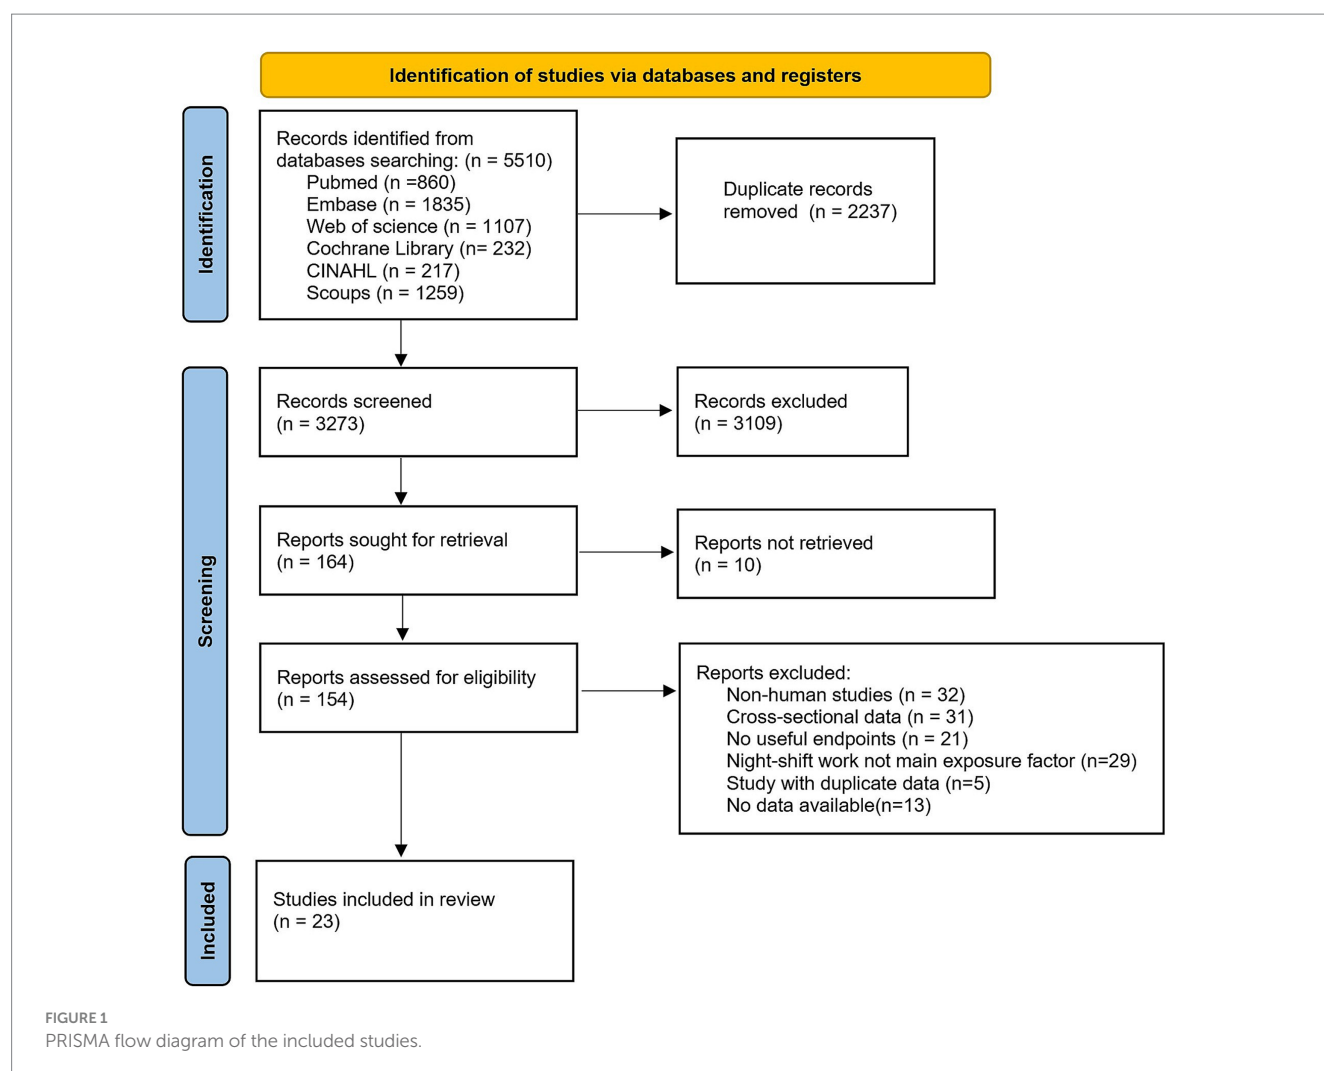 Identification of studies via databases and registers
Identification
Records identified from
databases searching: (n = 5510)
Pubmed (n =860)
Embase (n = 1835)
Web of science (n = 1107)
Cochrane Library (n= 232)
CINAHL (n = 217)
Scoups (n = 1259)
Duplicate records
removed (n = 2237)
Screening
Records screened
(n = 3273)
Records excluded
(n = 3109)
Reports sought for retrieval
(n = 164)
Reports not retrieved
(n = 10)
Reports assessed for eligibility
(n = 154)
Reports excluded:
Non-human studies (n = 32)
Cross-sectional data (n = 31)
No useful endpoints (n = 21)
Night-shift work not main exposure factor (n=29)
Study with duplicate data (n=5)
No data available(n=13)
Included
Studies included in review
(n = 23)
FIGURE 1
PRISMA flow diagram of the included studies.